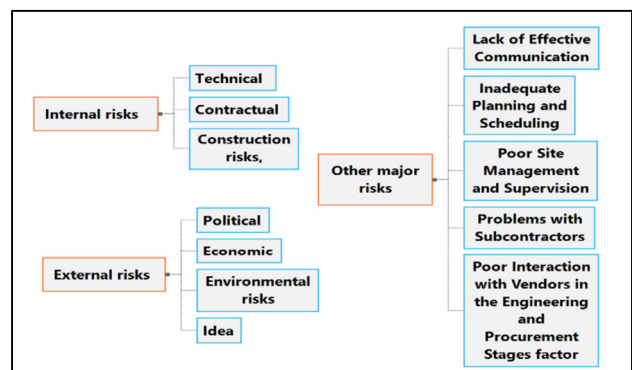 Internal risks
Technical
Contractual
Construction
risks,
External risks
Political
Economic
Environmental
risks
Idea
Other major
risks
Lack of Effective
Communication
Inadequate
Planning and
Scheduling
Poor Site
Management
and Supervision
Problems with
Subcontractors
Poor Interaction
with Vendors in
the Engineering
and
Procurement
Stages factor